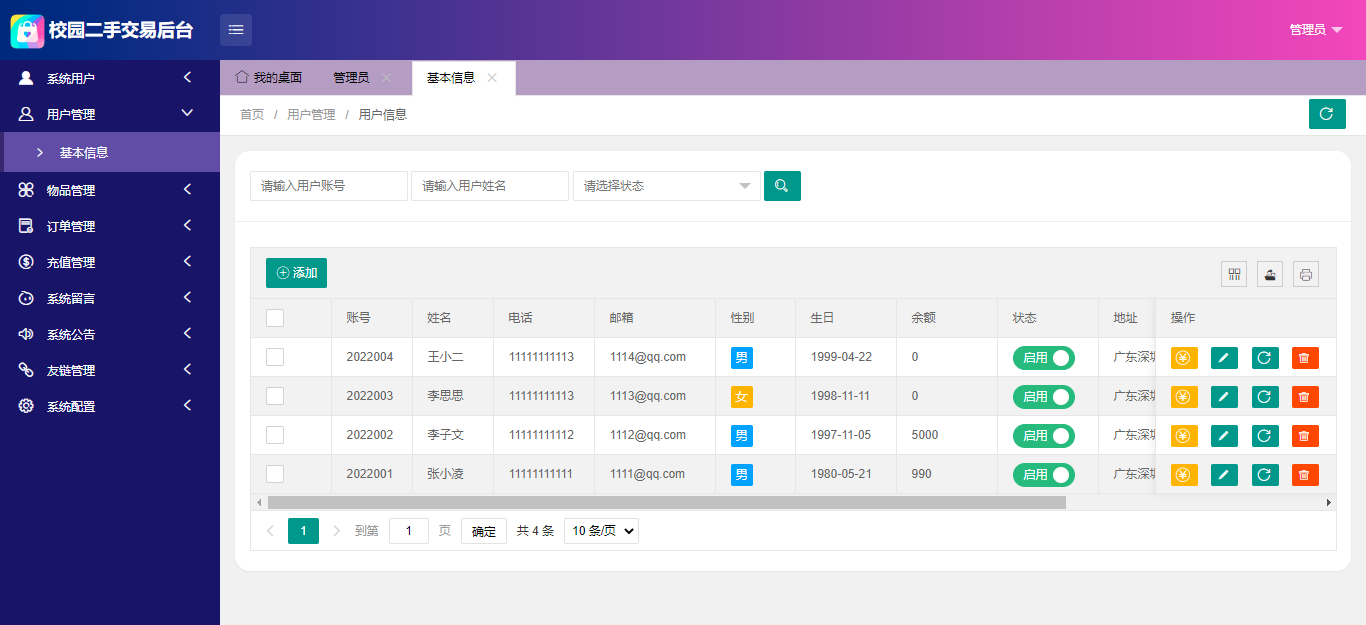 校园二手交易后台
管理员
系统用户
用户管理
基本信息
物品管理
订单管理
充值管理
系统留言
系统公告
友链管理
系统配置
我的桌面 管理员 基本信息
首页 / 用户管理 / 用户信息
请输入用户账号 请输入用户姓名 请选择状态
添加
账号 姓名 电话 邮箱 性别 生日 余额 状态 地址 操作
2022004 王小二 11111111113 1114@qq.com 男 1999-04-22 0 启用 广东深圳
2022003 李思思 11111111113 1113@qq.com 女 1998-11-11 0 启用 广东深圳
2022002 李子文 11111111112 1112@qq.com 男 1997-11-05 5000 启用 广东深圳
2022001 张小凌 11111111111 1111@qq.com 男 1980-05-21 990 启用 广东深圳
1 到第 1 页 确定 共 4 条 10 条/页